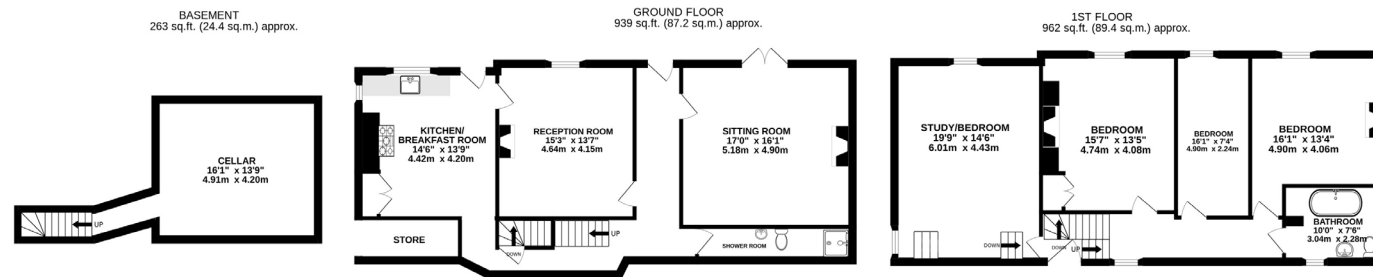 BASEMENT
263 sq.ft. (24.4 sq.m.) approx.
CELLAR
16'1" x 13'9"
4.91m x 4.20m
UP
GROUND FLOOR
939 sq.ft. (87.2 sq.m.) approx.
KITCHEN/
BREAKFAST ROOM
14'6" x 13'9"
4.42m x 4.20m
RECEPTION ROOM
15'3" x 13'7"
4.64m x 4.15m
SITTING ROOM
17'0" x 16'1"
5.18m x 4.90m
STORE
UP
DOWN
SHOWER ROOM
1ST FLOOR
962 sq.ft. (89.4 sq.m.) approx.
STUDY/BEDROOM
19'9" x 14'6"
6.01m x 4.43m
BEDROOM
15'7" x 13'5"
4.74m x 4.08m
BEDROOM
16'1" x 7'4"
4.90m x 2.24m
BEDROOM
16'1" x 13'4"
4.90m x 4.06m
BATHROOM
10'0" x 7'6"
3.04m x 2.28m
DOWN
UP